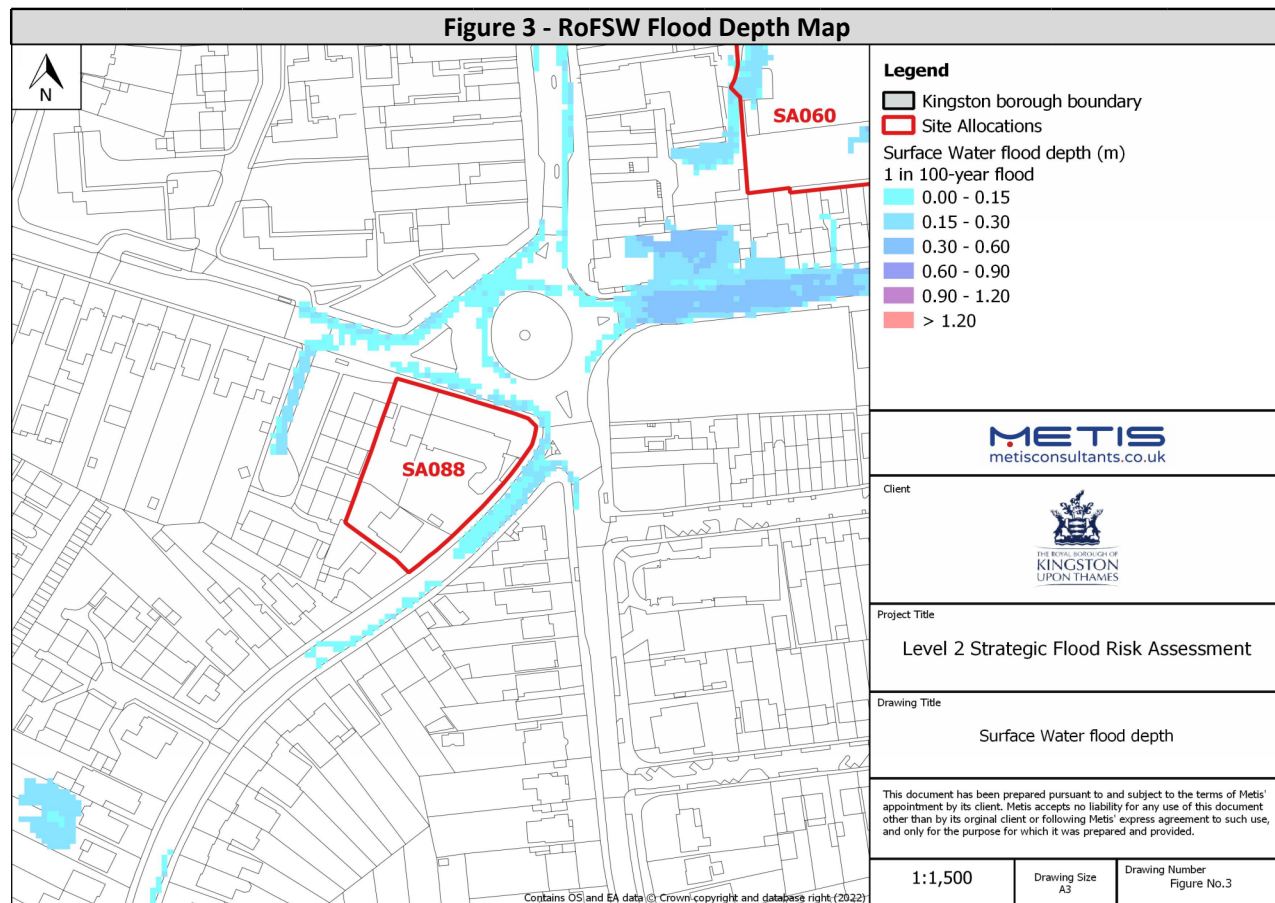 Figure 3 - RoFSW Flood Depth Map
N
SA060
SA088
Contains OS and EA data © Crown copyright and database right (2022)
Legend
Kingston borough boundary
Site Allocations
Surface Water flood depth (m)
1 in 100-year flood
0.00 - 0.15
0.15 - 0.30
0.30 - 0.60
0.60 - 0.90
0.90 - 1.20
> 1.20
METIS
metisconsultants.co.uk
Client
THE ROYAL BOROUGH OF
KINGSTON
UPON THAMES
Project Title
Level 2 Strategic Flood Risk Assessment
Drawing Title
Surface Water flood depth
This document has been prepared pursuant to and subject to the terms of Metis'
appointment by its client. Metis accepts no liability for any use of this document
other than by its orginal client or following Metis' express agreement to such use,
and only for the purpose for which it was prepared and provided.
1:1,500
Drawing Size
A3
Drawing Number
Figure No.3